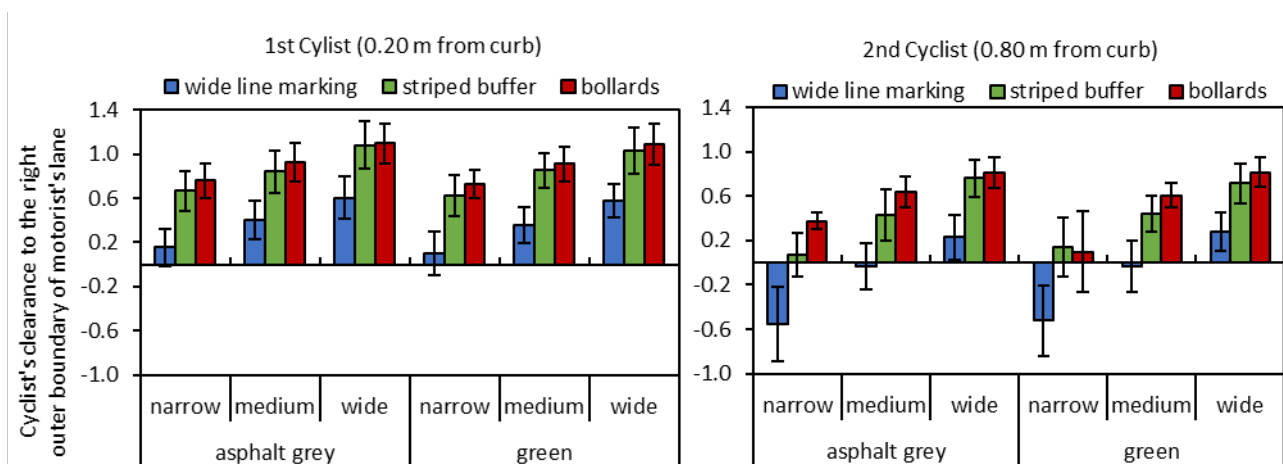 1st Cylist (0.20 m from curb)
wide line marking striped buffer bollards
Cyclist's clearance to the right
outer boundary of motorist's lane
1.4
1.0
0.6
0.2
-0.2
-0.6
-1.0
narrow medium wide narrow medium wide
asphalt grey green
2nd Cyclist (0.80 m from curb)
wide line marking striped buffer bollards
1.4
1.0
0.6
0.2
-0.2
-0.6
-1.0
narrow medium wide narrow medium wide
asphalt grey green